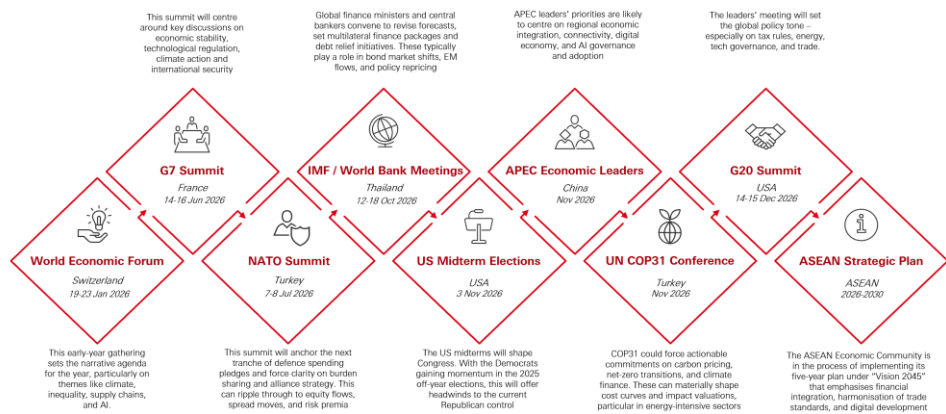 This summit will centre
around key discussions on
economic stability,
technological regulation,
climate action and
international security
Global finance ministers and central
bankers convene to revise forecasts,
set multilateral finance packages and
debt relief initiatives. These typically
play a role in bond market shifts, EM
flows, and policy repricing
APEC leaders' priorities are likely
to centre on regional economic
integration, connectivity, digital
economy, and AI governance
and adoption
The leaders' meeting will set
the global policy tone –
especially on tax rules, energy,
tech governance, and trade.
G7 Summit
France
14-16 Jun 2026
IMF / World Bank Meetings
Thailand
12-18 Oct 2026
APEC Economic Leaders
China
Nov 2026
G20 Summit
USA
14-15 Dec 2026
World Economic Forum
Switzerland
19-23 Jan 2026
NATO Summit
Turkey
7-8 Jul 2026
US Midterm Elections
USA
3 Nov 2026
UN COP31 Conference
Turkey
Nov 2026
ASEAN Strategic Plan
ASEAN
2026-2030
This early-year gathering
sets the narrative agenda
for the year, particularly on
themes like climate,
inequality, supply chains,
and AI.
This summit will anchor the next
tranche of defence spending
pledges and force clarity on burden
sharing and alliance strategy. This
can ripple through to equity flows,
spread moves, and risk premia
The US midterms will shape
Congress. With the Democrats
gaining momentum in the 2025
off-year elections, this will offer
headwinds to the current
Republican control
COP31 could force actionable
commitments on carbon pricing,
net-zero transitions, and climate
finance. These can materially shape
cost curves and impact valuations,
particular in energy-intensive sectors
The ASEAN Economic Community is
in the process of implementing its
five-year plan under “Vision 2045”
that emphasises financial
integration, harmonisation of trade
standards, and digital development